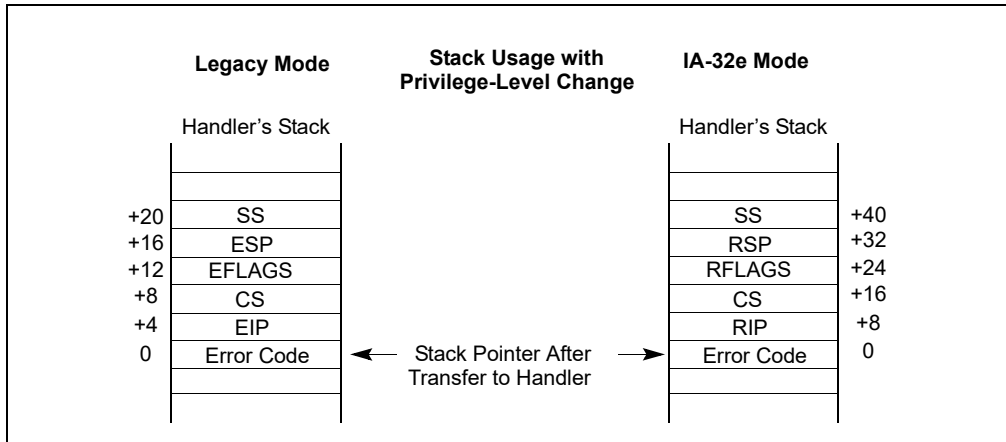 Legacy Mode
Stack Usage with
Privilege-Level Change
IA-32e Mode
Handler’s Stack
Handler’s Stack
+20 SS
+16 ESP
+12 EFLAGS
+8 CS
+4 EIP
0 Error Code
Stack Pointer After
Transfer to Handler
SS +40
RSP +32
RFLAGS +24
CS +16
RIP +8
Error Code 0